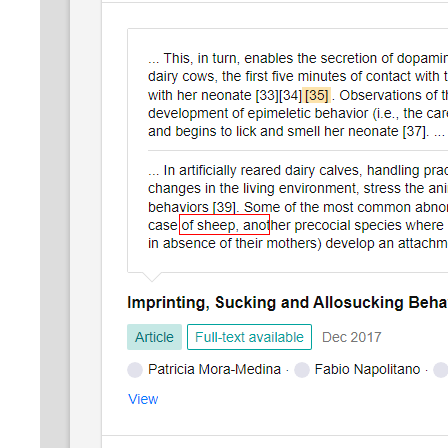 ... This, in turn, enables the secretion of dopamin
dairy cows, the first five minutes of contact with t
with her neonate [33][34] [35] . Observations of t
development of epimeletic behavior (i.e., the car
and begins to lick and smell her neonate [37]. ...
... In artificially reared dairy calves, handling prac
changes in the living environment, stress the ani
behaviors [39]. Some of the most common abno
case of sheep, another precocial species where
in absence of their mothers) develop an attachm
Imprinting, Sucking and Allosucking Beha
Article Full-text available Dec 2017
Patricia Mora-Medina · Fabio Napolitano ·
View